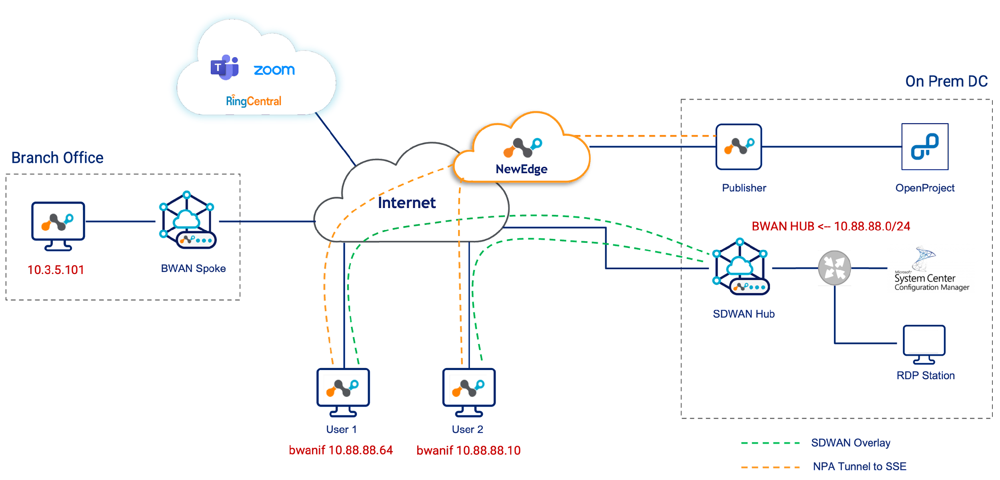 T
zoom
RingCentral
On Prem DC
Branch Office
NewEdge
Internet
Publisher
OpenProject
BWAN HUB <-- 10.88.88.0/24
10.3.5.101
BWAN Spoke
Microsoft
System Center
Configuration Manager
SDWAN Hub
RDP Station
User 1
User 2
bwanif 10.88.88.64
bwanif 10.88.88.10
SDWAN Overlay
NPA Tunnel to SSE